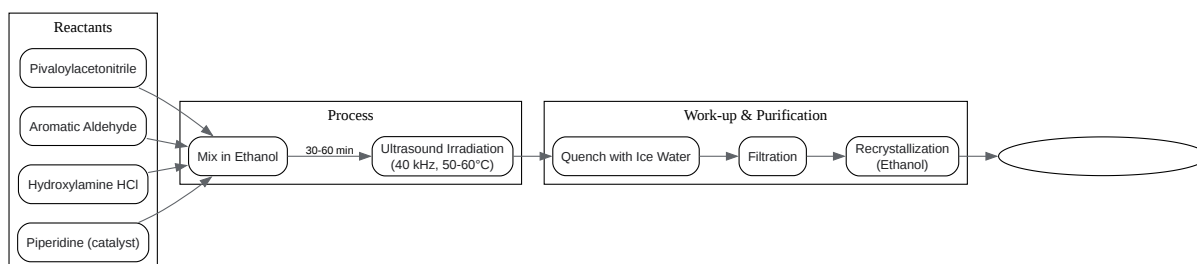 Reactants
Pivaloylacetonitrile
Aromatic Aldehyde
Hydroxylamine HCl
Piperidine (catalyst)
Process
Mix in Ethanol
30-60 min
Ultrasound Irradiation
(40 kHz, 50-60°C)
Work-up & Purification
Quench with Ice Water
Filtration
Recrystallization
(Ethanol)